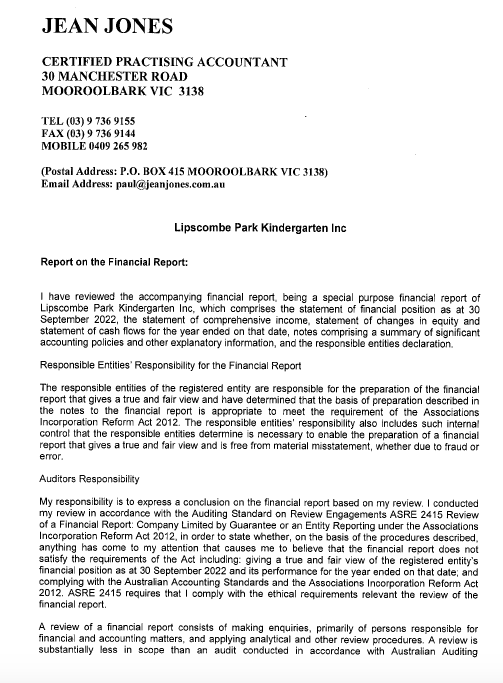 JEAN JONES
CERTIFIED PRACTISING ACCOUNTANT
30 MANCHESTER ROAD
MOOROOLBARK VIC 3138
TEL (03) 9 736 9155
FAX (03) 9 736 9144
MOBILE 0409 265 982
(Postal Address: P.O. BOX 415 MOOROOLBARK VIC 3138)
Email Address: paul@jeanjones.com.au
Lipscombe Park Kindergarten Inc
Report on the Financial Report:
I have reviewed the accompanying financial report, being a special purpose financial report of
Lipscombe Park Kindergarten Inc, which comprises the statement of financial position as at 30
September 2022, the statement of comprehensive income, statement of changes in equity and
statement of cash flows for the year ended on that date, notes comprising a summary of significant
accounting policies and other explanatory information, and the responsible entities declaration.
Responsible Entities' Responsibility for the Financial Report
The responsible entities of the registered entity are responsible for the preparation of the financial
report that gives a true and fair view and have determined that the basis of preparation described in
the notes to the financial report is appropriate to meet the requirement of the Associations
Incorporation Reform Act 2012. The responsible entities' responsibility also includes such internal
control that the responsible entities determine is necessary to enable the preparation of a financial
report that gives a true and fair view and is free from material misstatement, whether due to fraud or
error.
Auditors Responsibility
My responsibility is to express a conclusion on the financial report based on my review. I conducted
my review in accordance with the Auditing Standard on Review Engagements ASRE 2415 Review
of a Financial Report: Company Limited by Guarantee or an Entity Reporting under the Associations
Incorporation Reform Act 2012, in order to state whether, on the basis of the procedures described,
anything has come to my attention that causes me to believe that the financial report does not
satisfy the requirements of the Act including: giving a true and fair view of the registered entity's
financial position as at 30 September 2022 and its performance for the year ended on that date; and
complying with the Australian Accounting Standards and the Associations Incorporation Reform Act
2012. ASRE 2415 requires that I comply with the ethical requirements relevant the review of the
financial report.
A review of a financial report consists of making enquiries, primarily of persons responsible for
financial and accounting matters, and applying analytical and other review procedures. A review is
substantially less in scope than an audit conducted in accordance with Australian Auditing